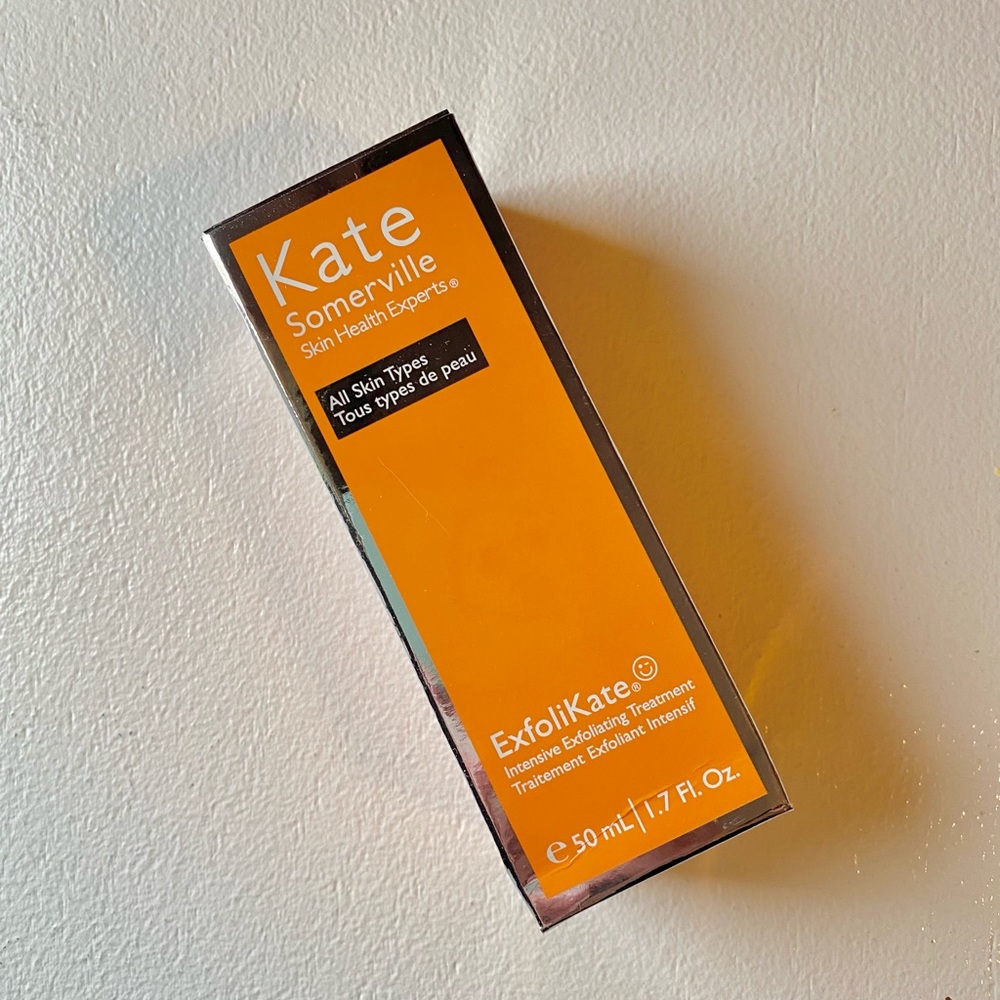 Kate
Somerville
Skin Health Experts®
All Skin Types
Tous types de peau
ExfoliKate®
Intensive Exfoliating Treatment
Traitement Exfoliant Intensif
℮ 50 mL | 1.7 Fl. Oz.